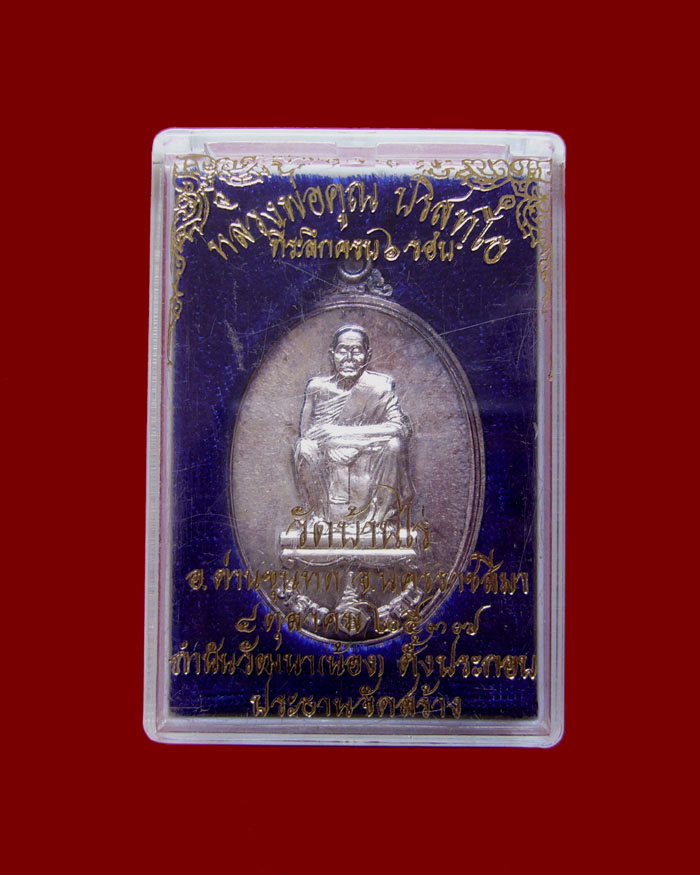 หลวงพ่อคูณ ปริสุทโธ
ที่ระลึกครบ ๖ รอบ
วัดบ้านไร่
อ.ด่านขุนทด จ.นครราชสีมา
๔ ตุลาคม ๒๕๓๗
กำนันวัฒนา(น้อง) ตั้งประกอบ
ประธานจัดสร้าง